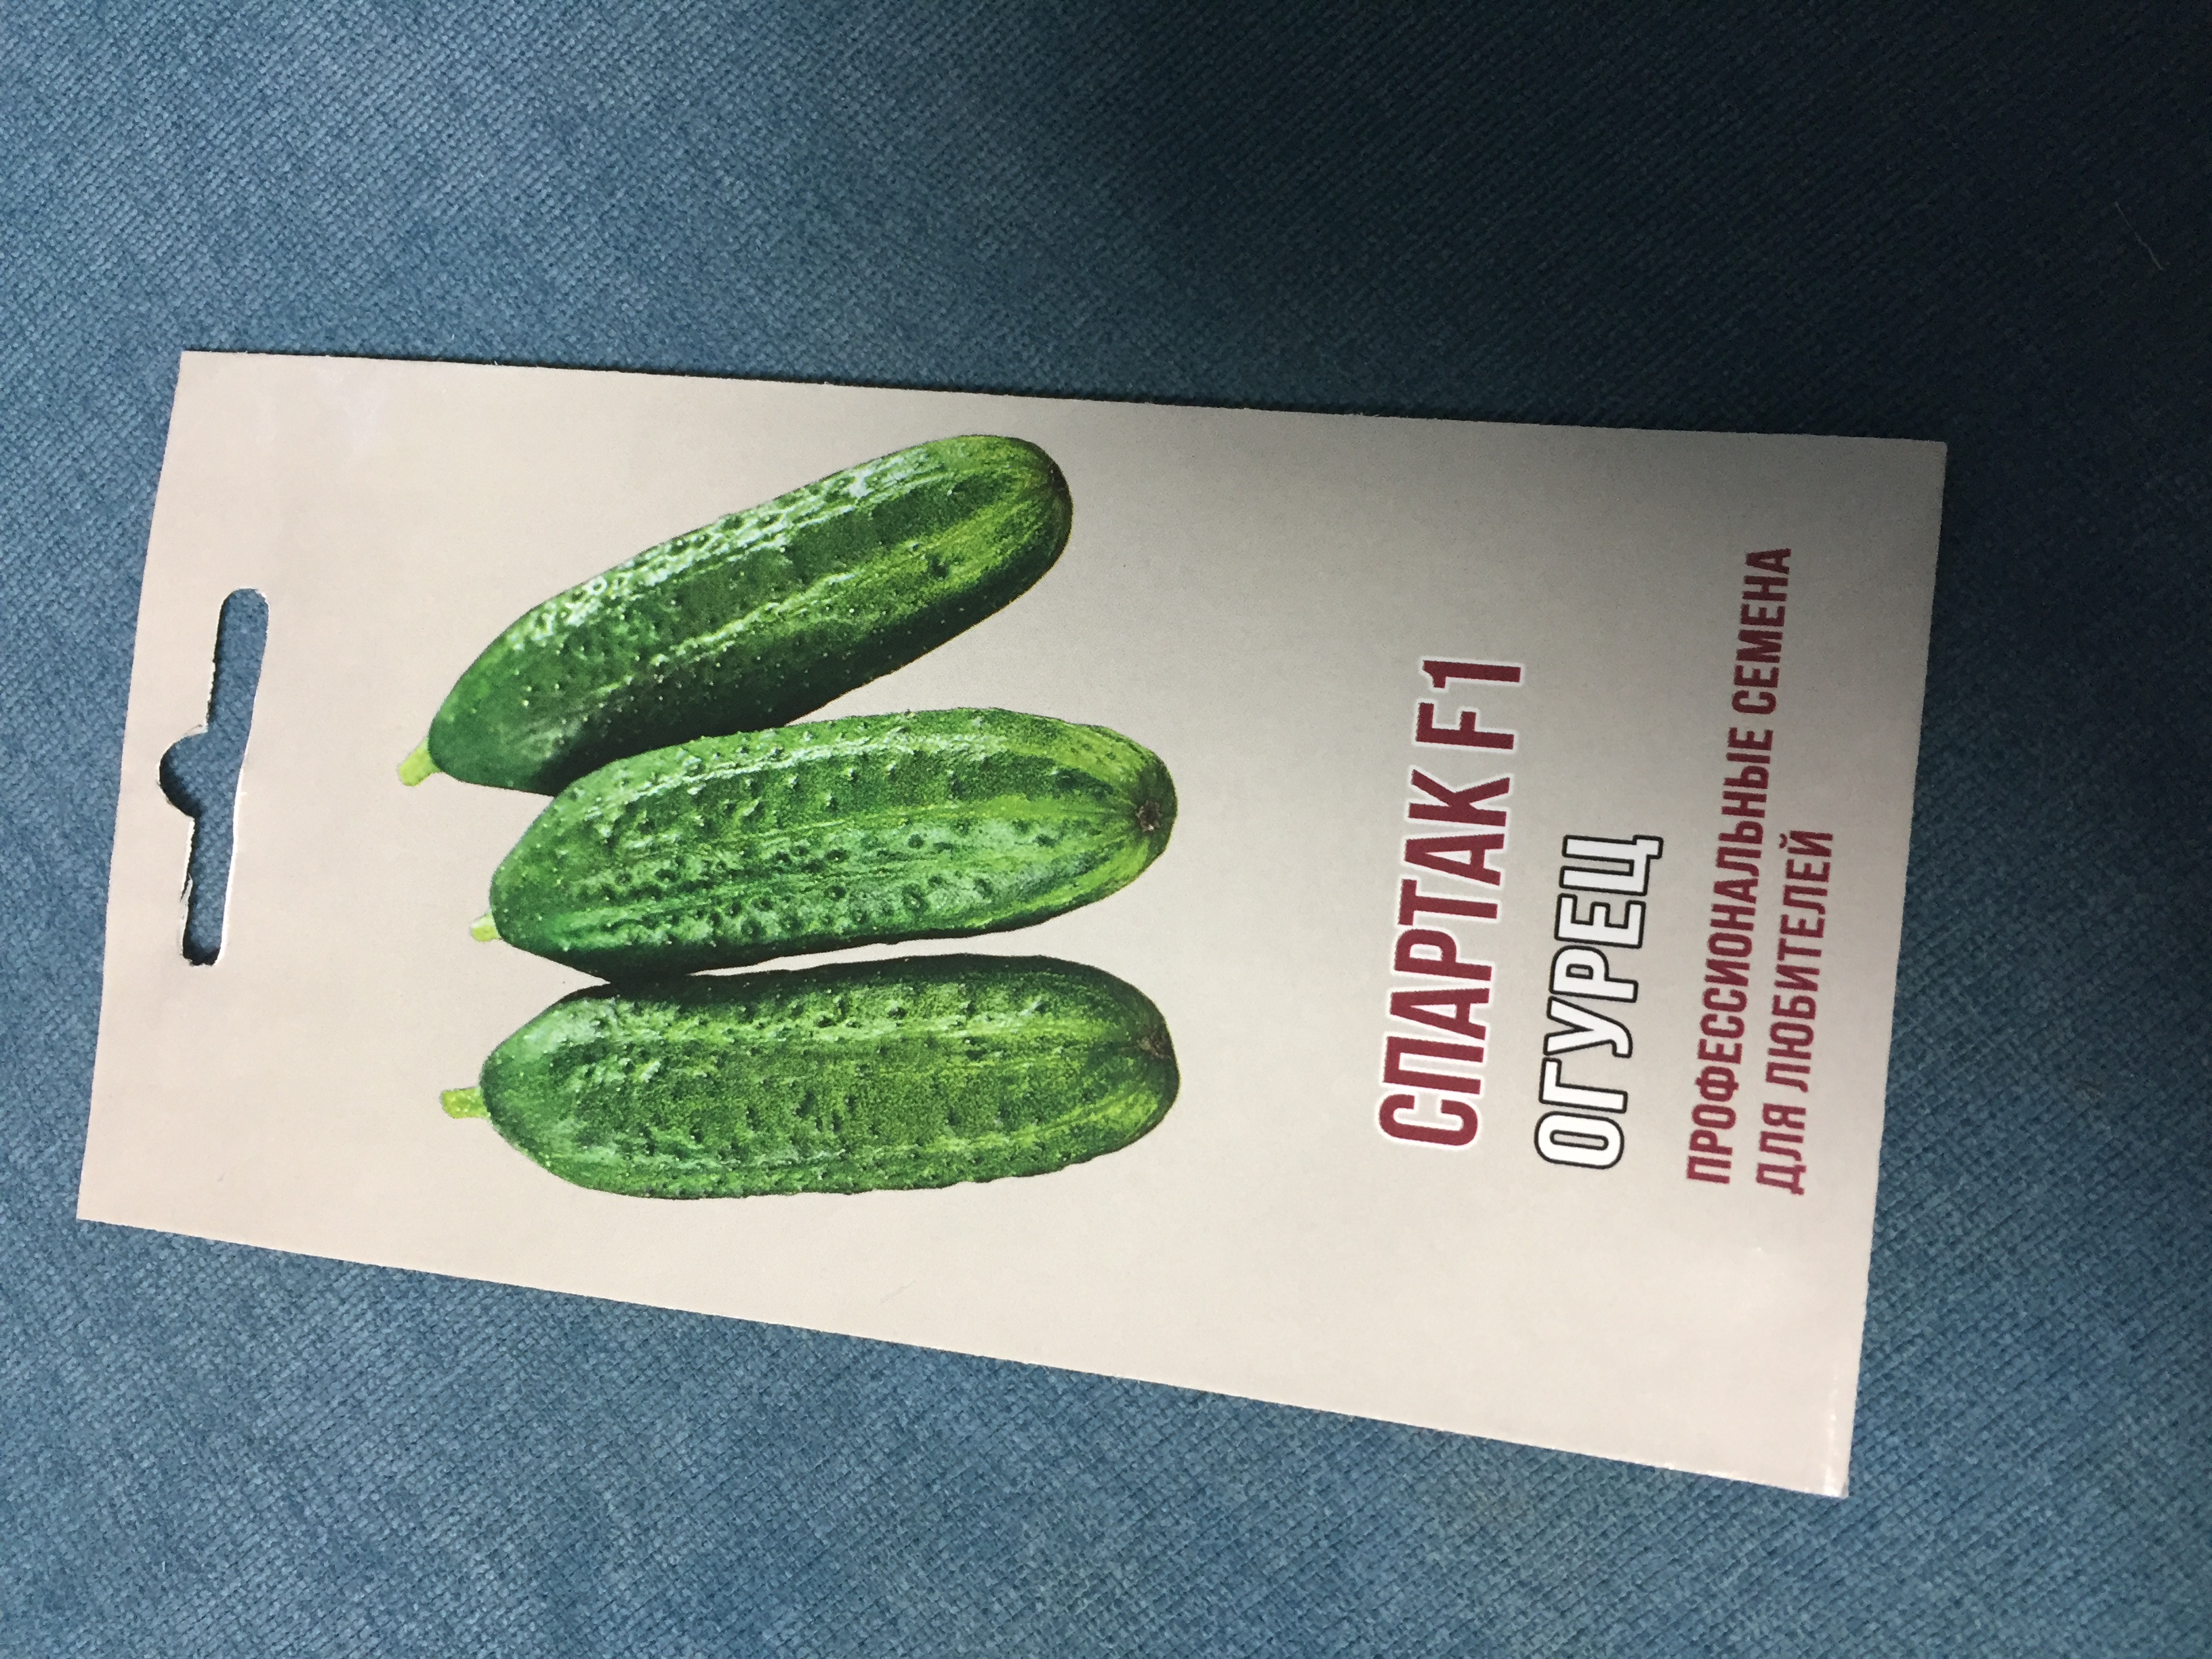 СПАРТАК F1
ОГУРЕЦ
ПРОФЕССИОНАЛЬНЫЕ СЕМЕНА
ДЛЯ ЛЮБИТЕЛЕЙ